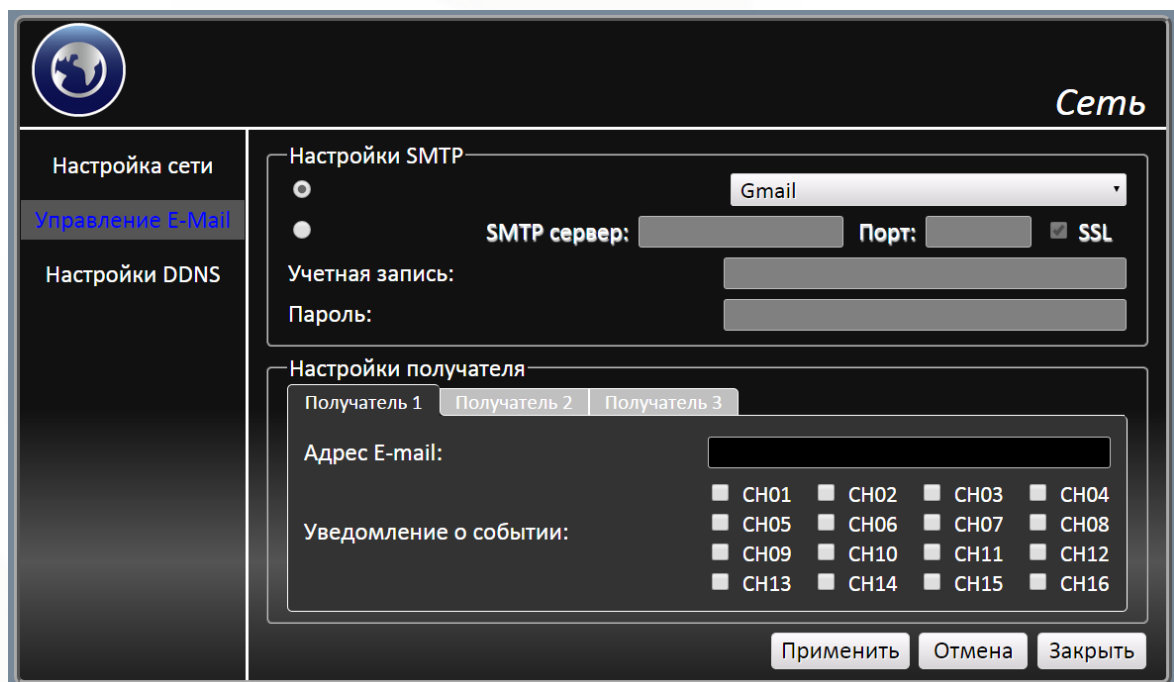 Сеть
Настройка сети
Управление E-Mail
Настройки DDNS
Настройки SMTP
Gmail
SMTP сервер: Порт: SSL
Учетная запись:
Пароль:
Настройки получателя
Получатель 1 Получатель 2 Получатель 3
Адрес E-mail:
Уведомление о событии:
CH01 CH02 CH03 CH04
CH05 CH06 CH07 CH08
CH09 CH10 CH11 CH12
CH13 CH14 CH15 CH16
Применить Отмена Закрыть